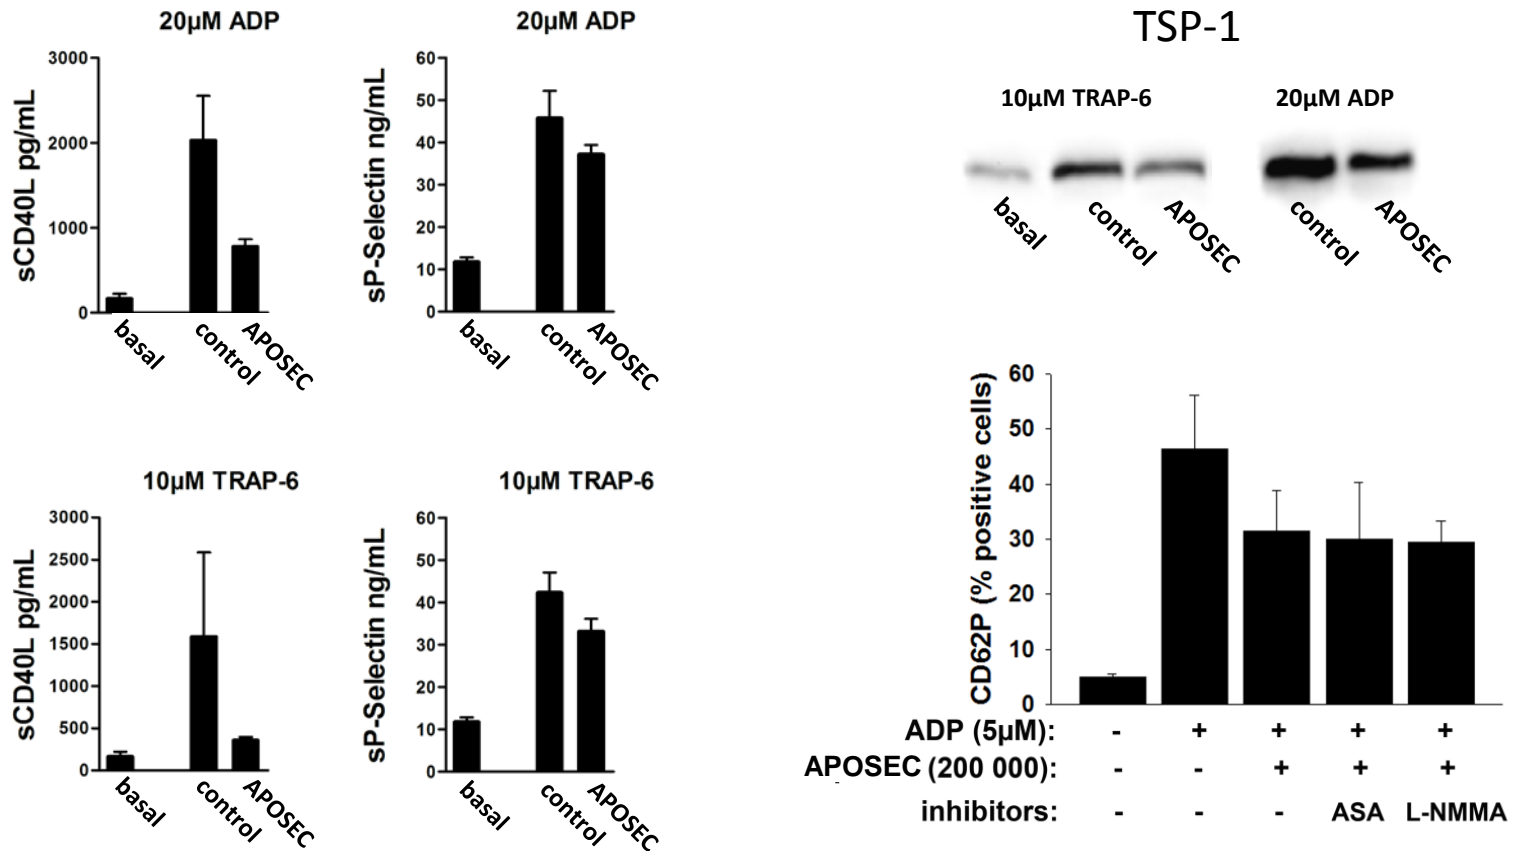 20µM ADP
sCD40L pg/mL
3000
2000
1000
0
basal
control
APOSEC
20µM ADP
sP-Selectin ng/mL
60
50
40
30
20
10
0
basal
control
APOSEC
10µM TRAP-6
sCD40L pg/mL
3000
2500
2000
1500
1000
500
0
basal
control
APOSEC
10µM TRAP-6
sP-Selectin ng/mL
60
50
40
30
20
10
0
basal
control
APOSEC
TSP-1
10µM TRAP-6
20µM ADP
basal
control
APOSEC
control
APOSEC
CD62P (% positive cells)
60
50
40
30
20
10
0
ADP (5µM): - + + + +
APOSEC (200 000): - - + + +
inhibitors: - - - ASA L-NMMA